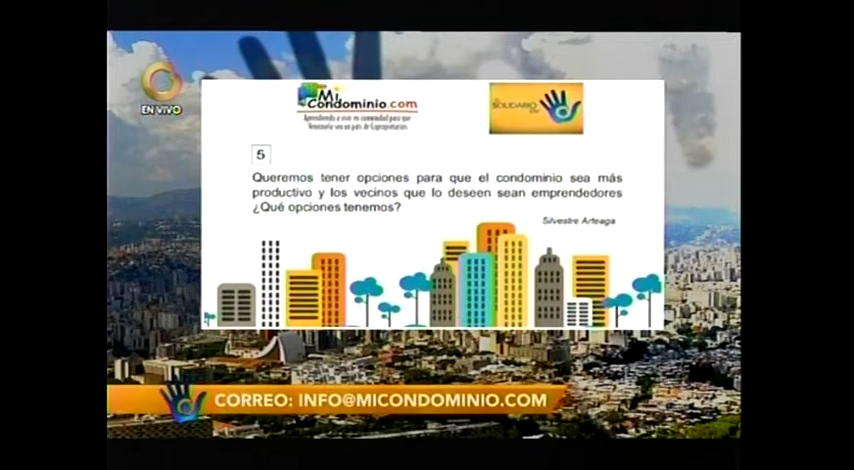 EN VIVO
Mi
Condominio.com
Aprendiendo a vivir en comunidad para que
Venezuela sea un país de Copropietarios
SOLIDARIO
5
Queremos tener opciones para que el condominio sea más
productivo y los vecinos que lo deseen sean emprendedores
¿Qué opciones tenemos?
Silvestre Arteaga
CORREO: INFO@MICONDOMINIO.COM